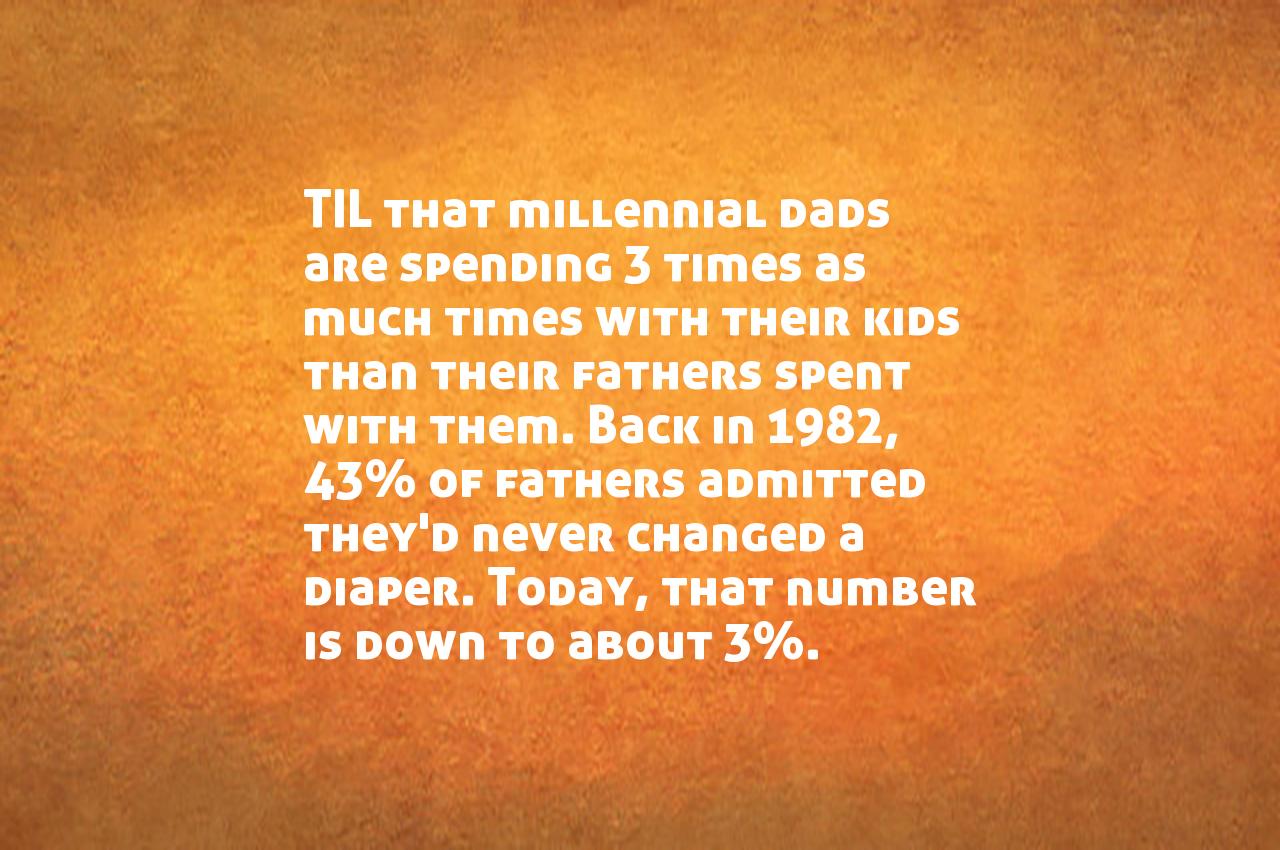 TIL that millennial dads
are spending 3 times as
much times with their kids
than their fathers spent
with them. Back in 1982,
43% of fathers admitted
they'd never changed a
diaper. Today, that number
is down to about 3%.